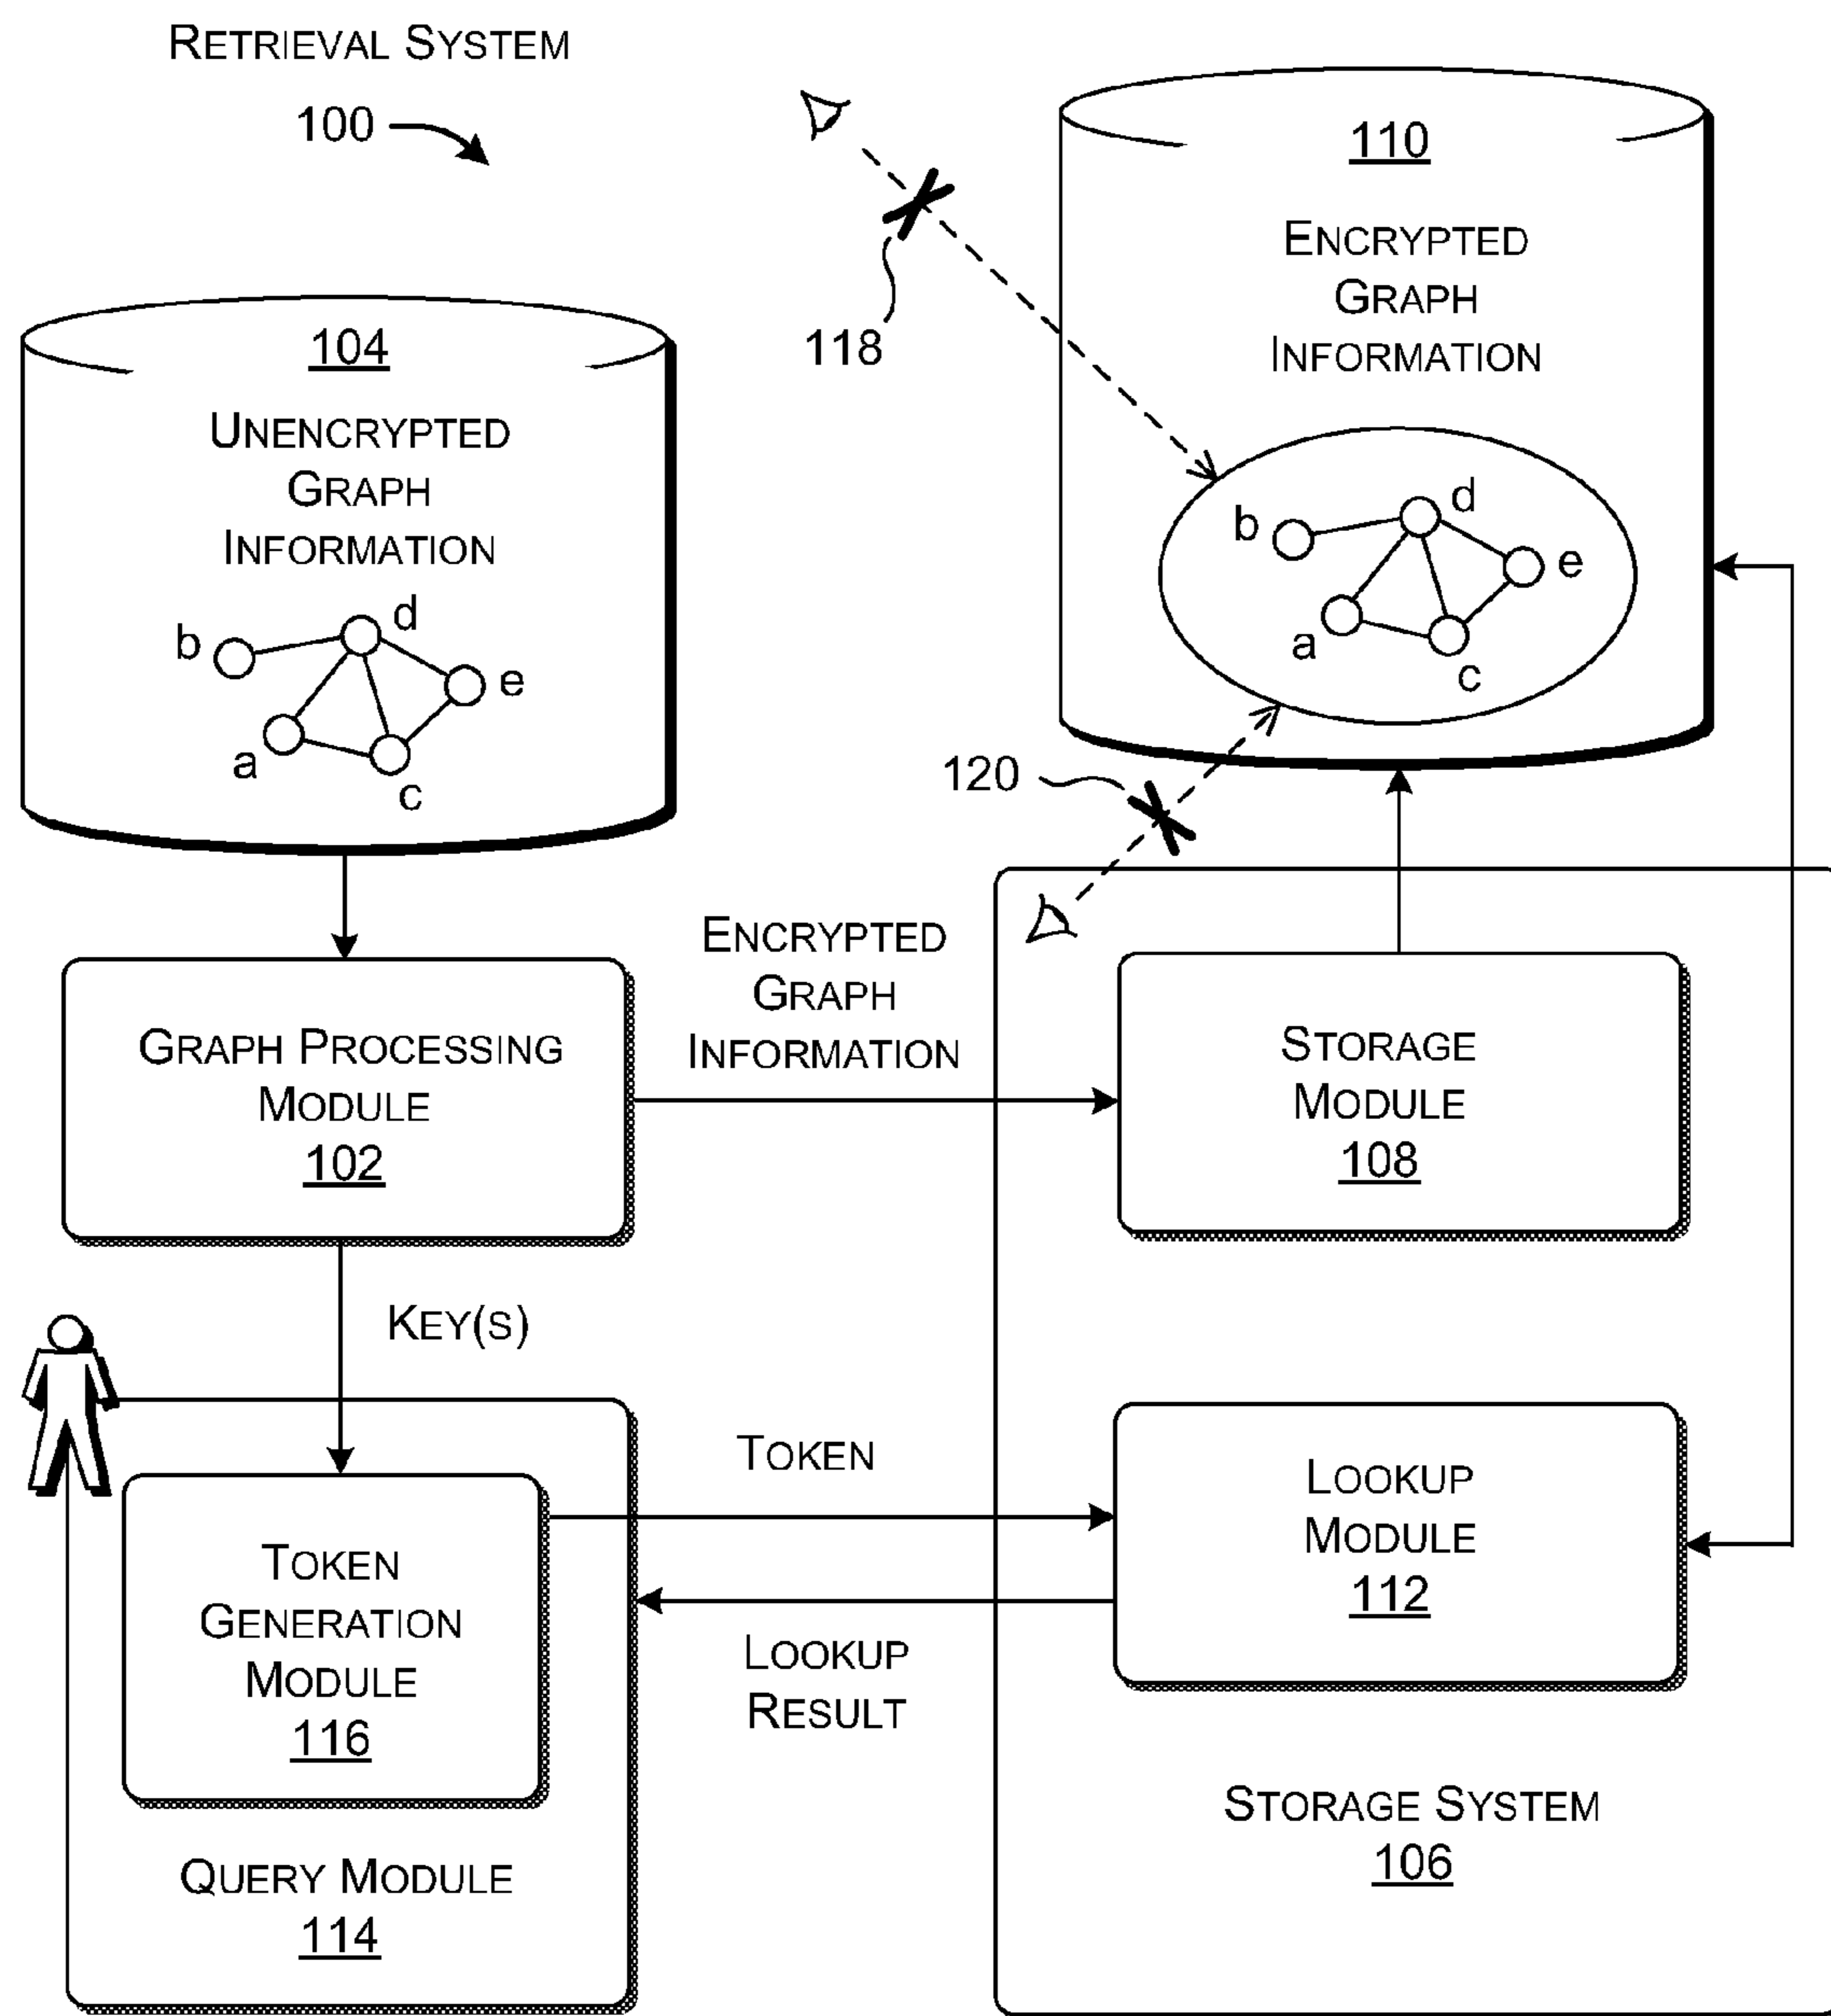 RETRIEVAL SYSTEM
100
110
ENCRYPTED
GRAPH
INFORMATION
118
104
UNENCRYPTED
GRAPH
INFORMATION
d
b
e
a
c
d
b
e
a
c
120
ENCRYPTED
GRAPH
INFORMATION
GRAPH PROCESSING
MODULE
102
STORAGE
MODULE
108
KEY(S)
TOKEN
LOOKUP
MODULE
112
TOKEN
GENERATION
MODULE
116
LOOKUP
RESULT
QUERY MODULE
114
STORAGE SYSTEM
106